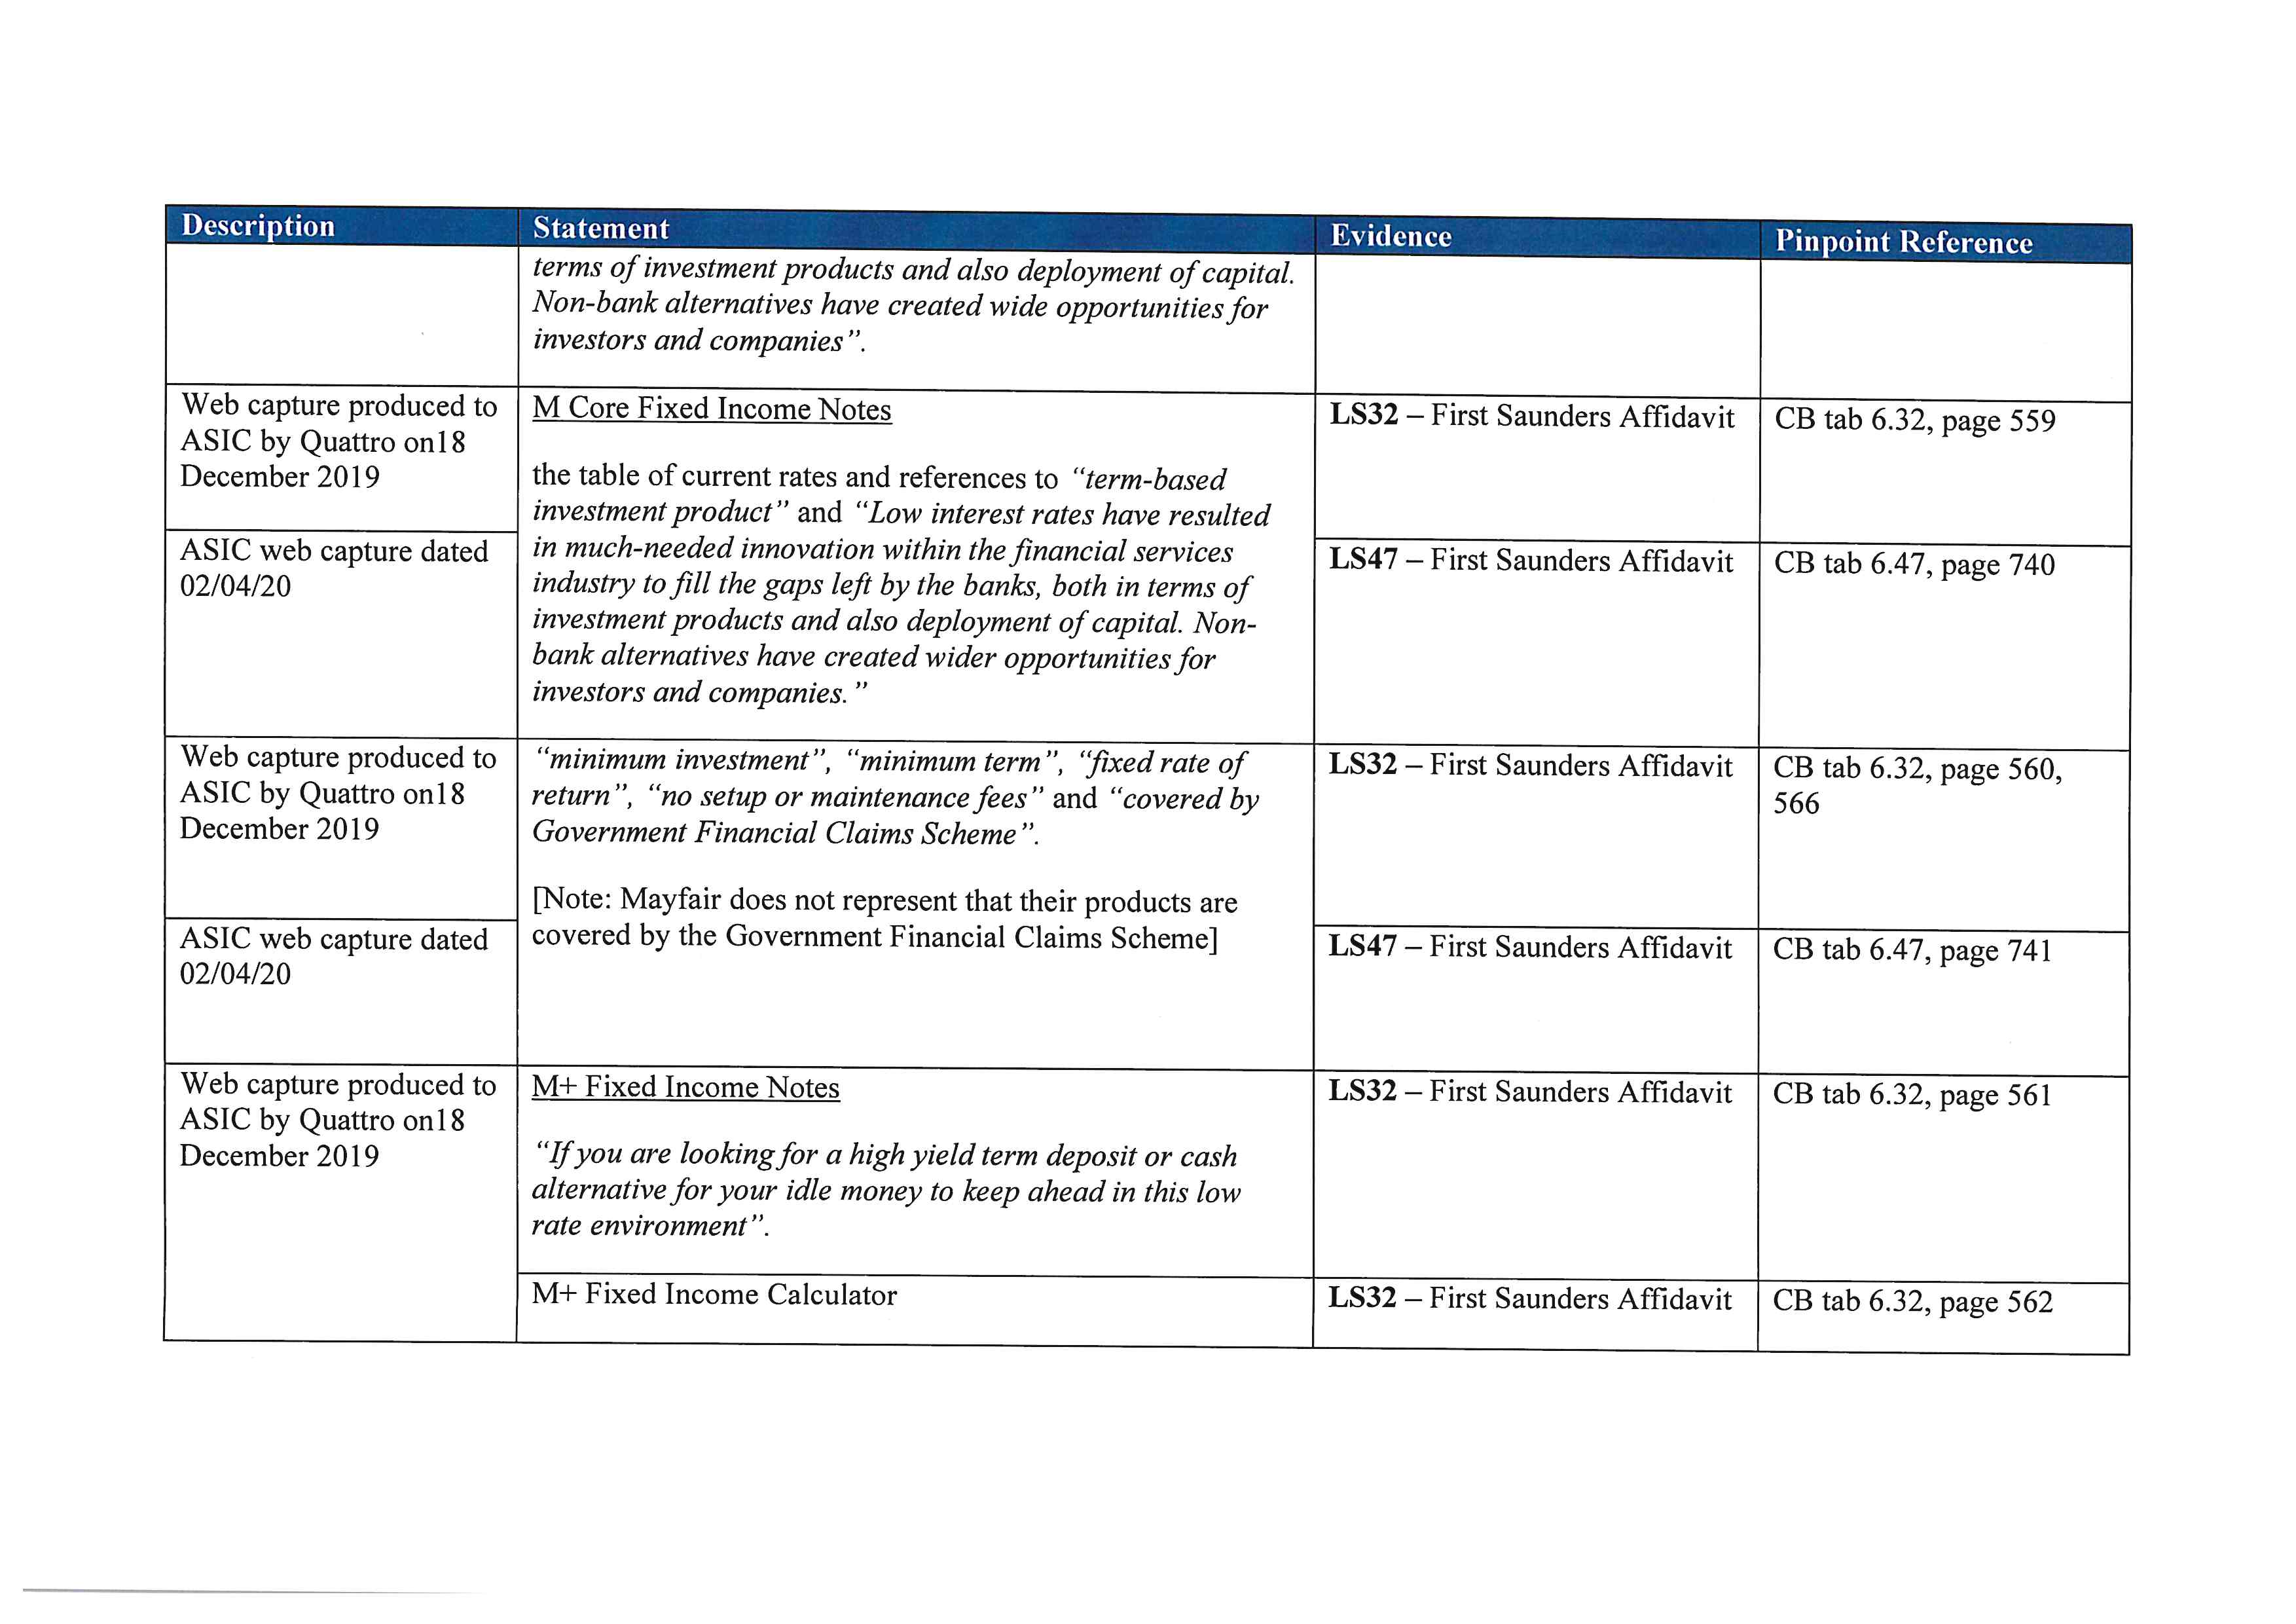 Description Statement Evidence Pinpoint Reference
terms of investment products and also deployment of capital.
Non-bank alternatives have created wide opportunities for
investors and companies”.
Web capture produced to
ASIC by Quattro on18
December 2019
ASIC web capture dated
02/04/20
M Core Fixed Income Notes
the table of current rates and references to “term-based
investment product” and “Low interest rates have resulted
in much-needed innovation within the financial services
industry to fill the gaps left by the banks, both in terms of
investment products and also deployment of capital. Non-
bank alternatives have created wider opportunities for
investors and companies.”
LS32 – First Saunders Affidavit
CB tab 6.32, page 559
LS47 – First Saunders Affidavit
CB tab 6.47, page 740
Web capture produced to
ASIC by Quattro on18
December 2019
ASIC web capture dated
02/04/20
“minimum investment”, “minimum term”, “fixed rate of
return”, “no setup or maintenance fees” and “covered by
Government Financial Claims Scheme”.
[Note: Mayfair does not represent that their products are
covered by the Government Financial Claims Scheme]
LS32 – First Saunders Affidavit
CB tab 6.32, page 560,
566
LS47 – First Saunders Affidavit
CB tab 6.47, page 741
Web capture produced to
ASIC by Quattro on18
December 2019
M+ Fixed Income Notes
“If you are looking for a high yield term deposit or cash
alternative for your idle money to keep ahead in this low
rate environment”.
LS32 – First Saunders Affidavit
CB tab 6.32, page 561
M+ Fixed Income Calculator
LS32 – First Saunders Affidavit
CB tab 6.32, page 562